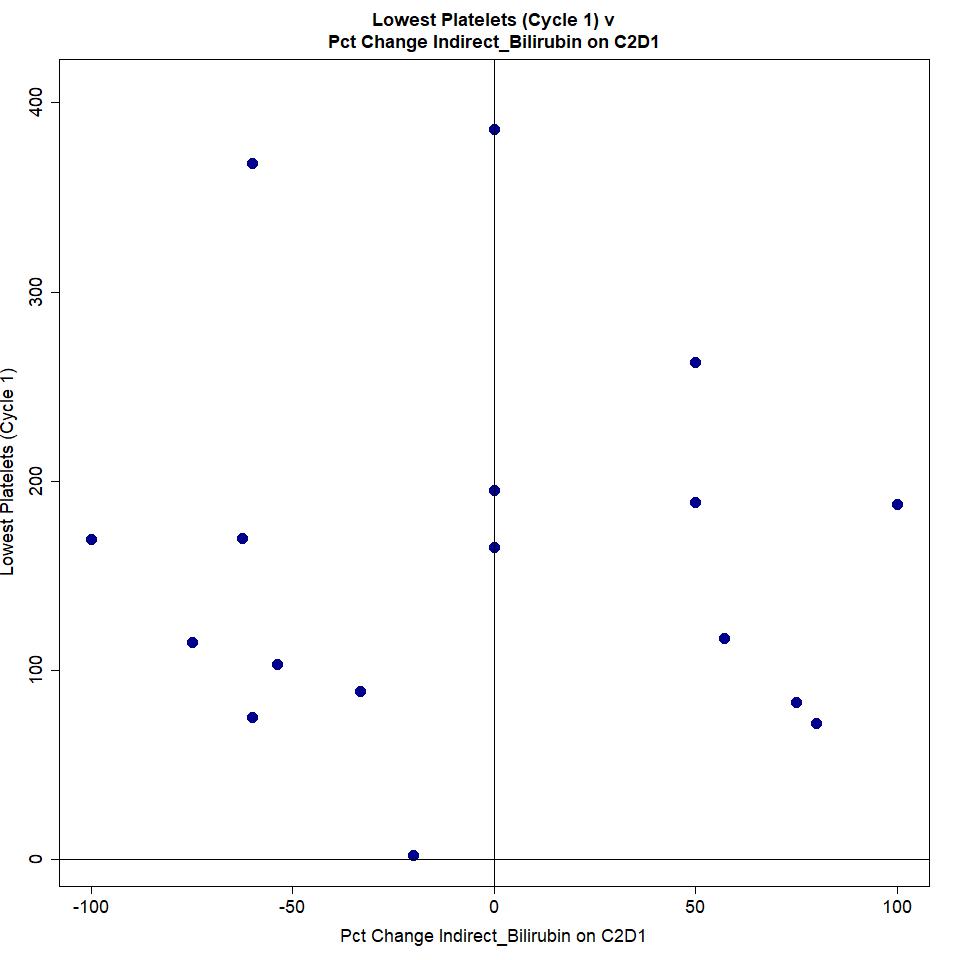 Lowest Platelets (Cycle 1) v
Pct Change Indirect_Bilirubin on C2D1
400
300
200
100
0
Lowest Platelets (Cycle 1)
-100
-50
0
50
100
Pct Change Indirect_Bilirubin on C2D1